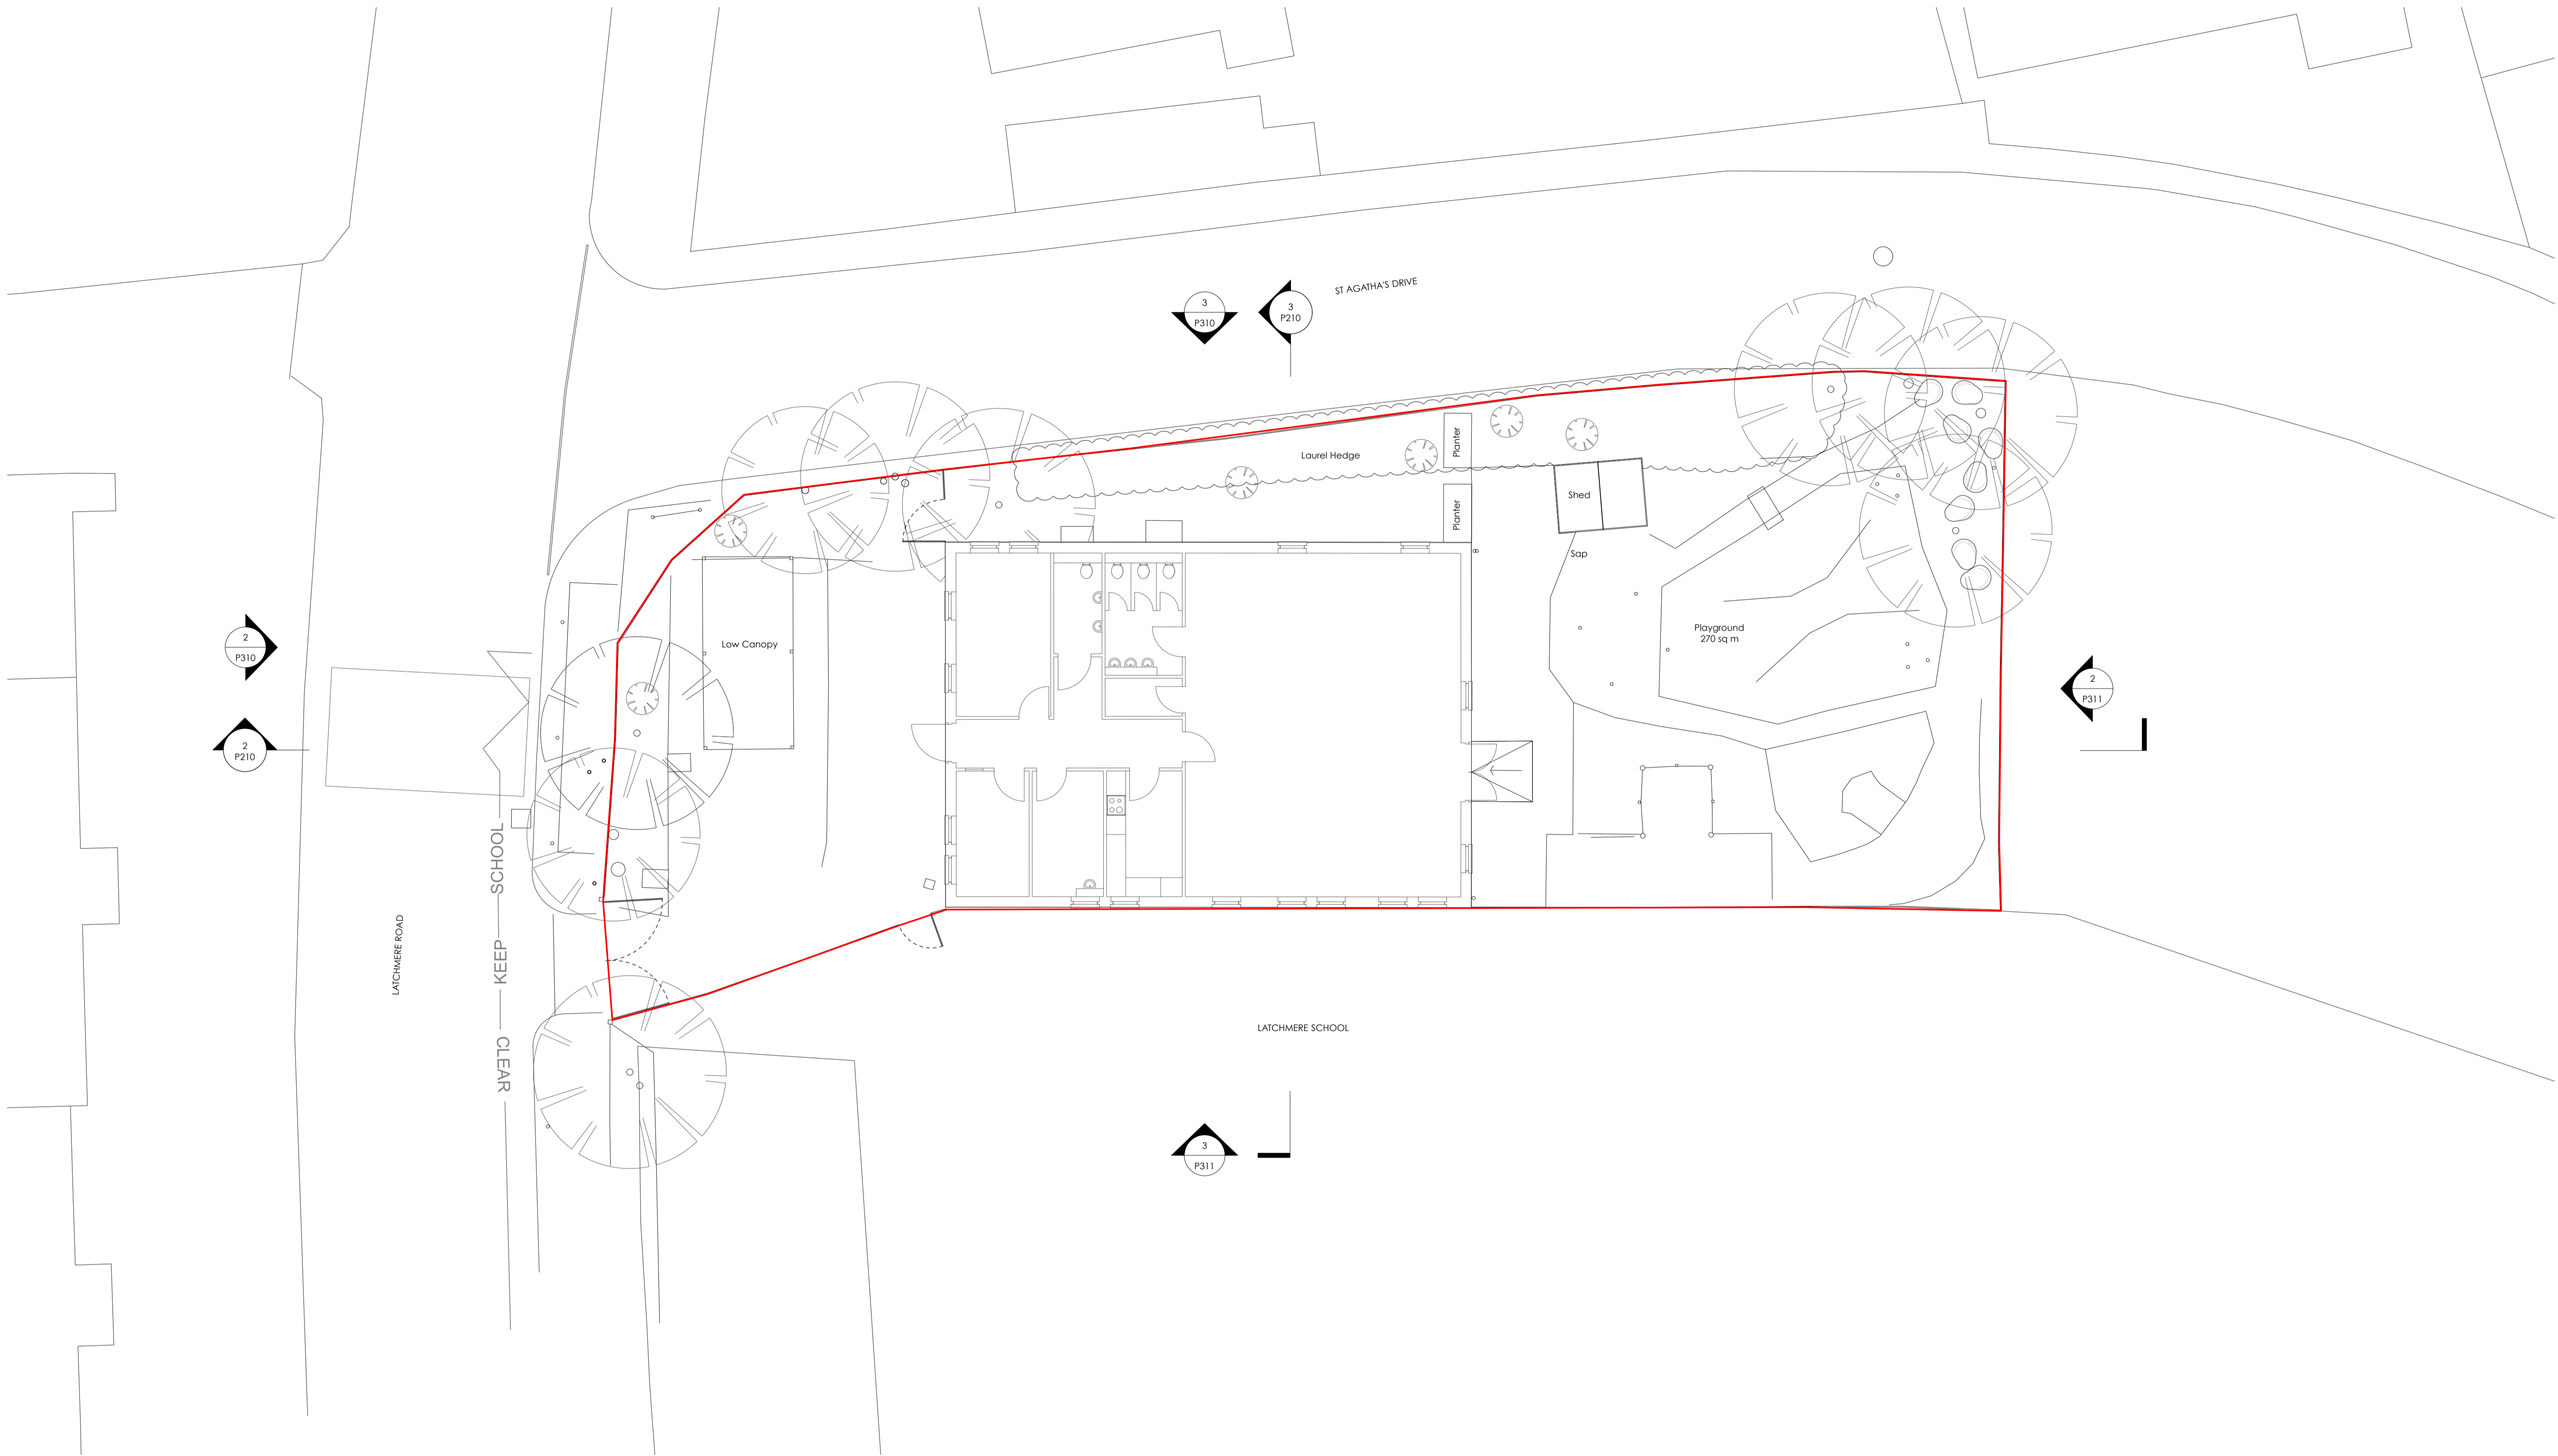 ST AGATHA'S DRIVE
3
P310
3
P210
Planter
Laurel Hedge
Shed
Planter
Sap
Playground
270 sq m
Low Canopy
2
P310
2
P311
2
P210
SCHOOL
KEEP
CLEAR
LATCHMERE ROAD
LATCHMERE SCHOOL
3
P311